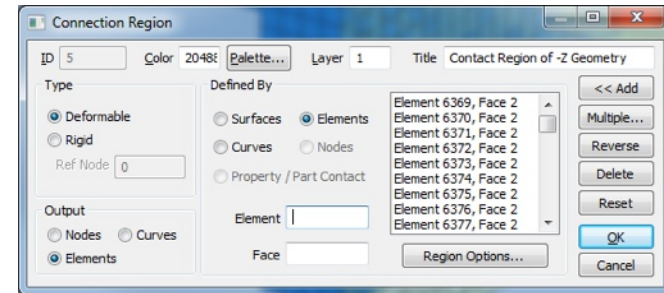 Connection Region
ID 5 Color 2048 Palette... Layer 1 Title Contact Region of -Z Geometry
Type
Deformable
Rigid
Ref Node 0
Output
Nodes Curves
Elements
Defined By
Surfaces Elements
Curves Nodes
Property / Part Contact
Element
Face
Element 6369, Face 2
Element 6370, Face 2
Element 6371, Face 2
Element 6372, Face 2
Element 6373, Face 2
Element 6374, Face 2
Element 6375, Face 2
Element 6376, Face 2
Element 6377, Face 2
Region Options...
<< Add
Multiple...
Reverse
Delete
Reset
OK
Cancel